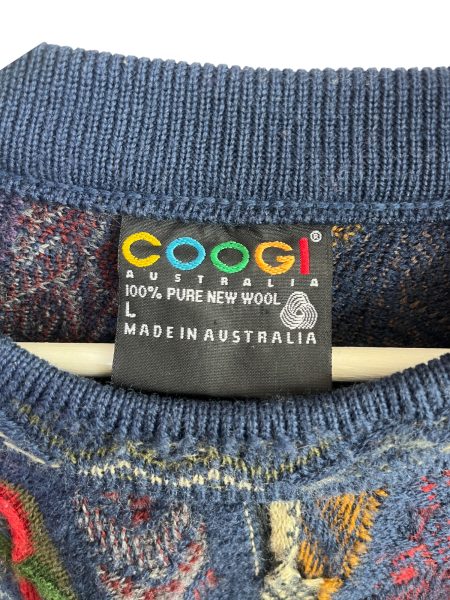 COOGI®
AUSTRALIA
100% PURE NEW WOOL
L
MADE IN AUSTRALIA